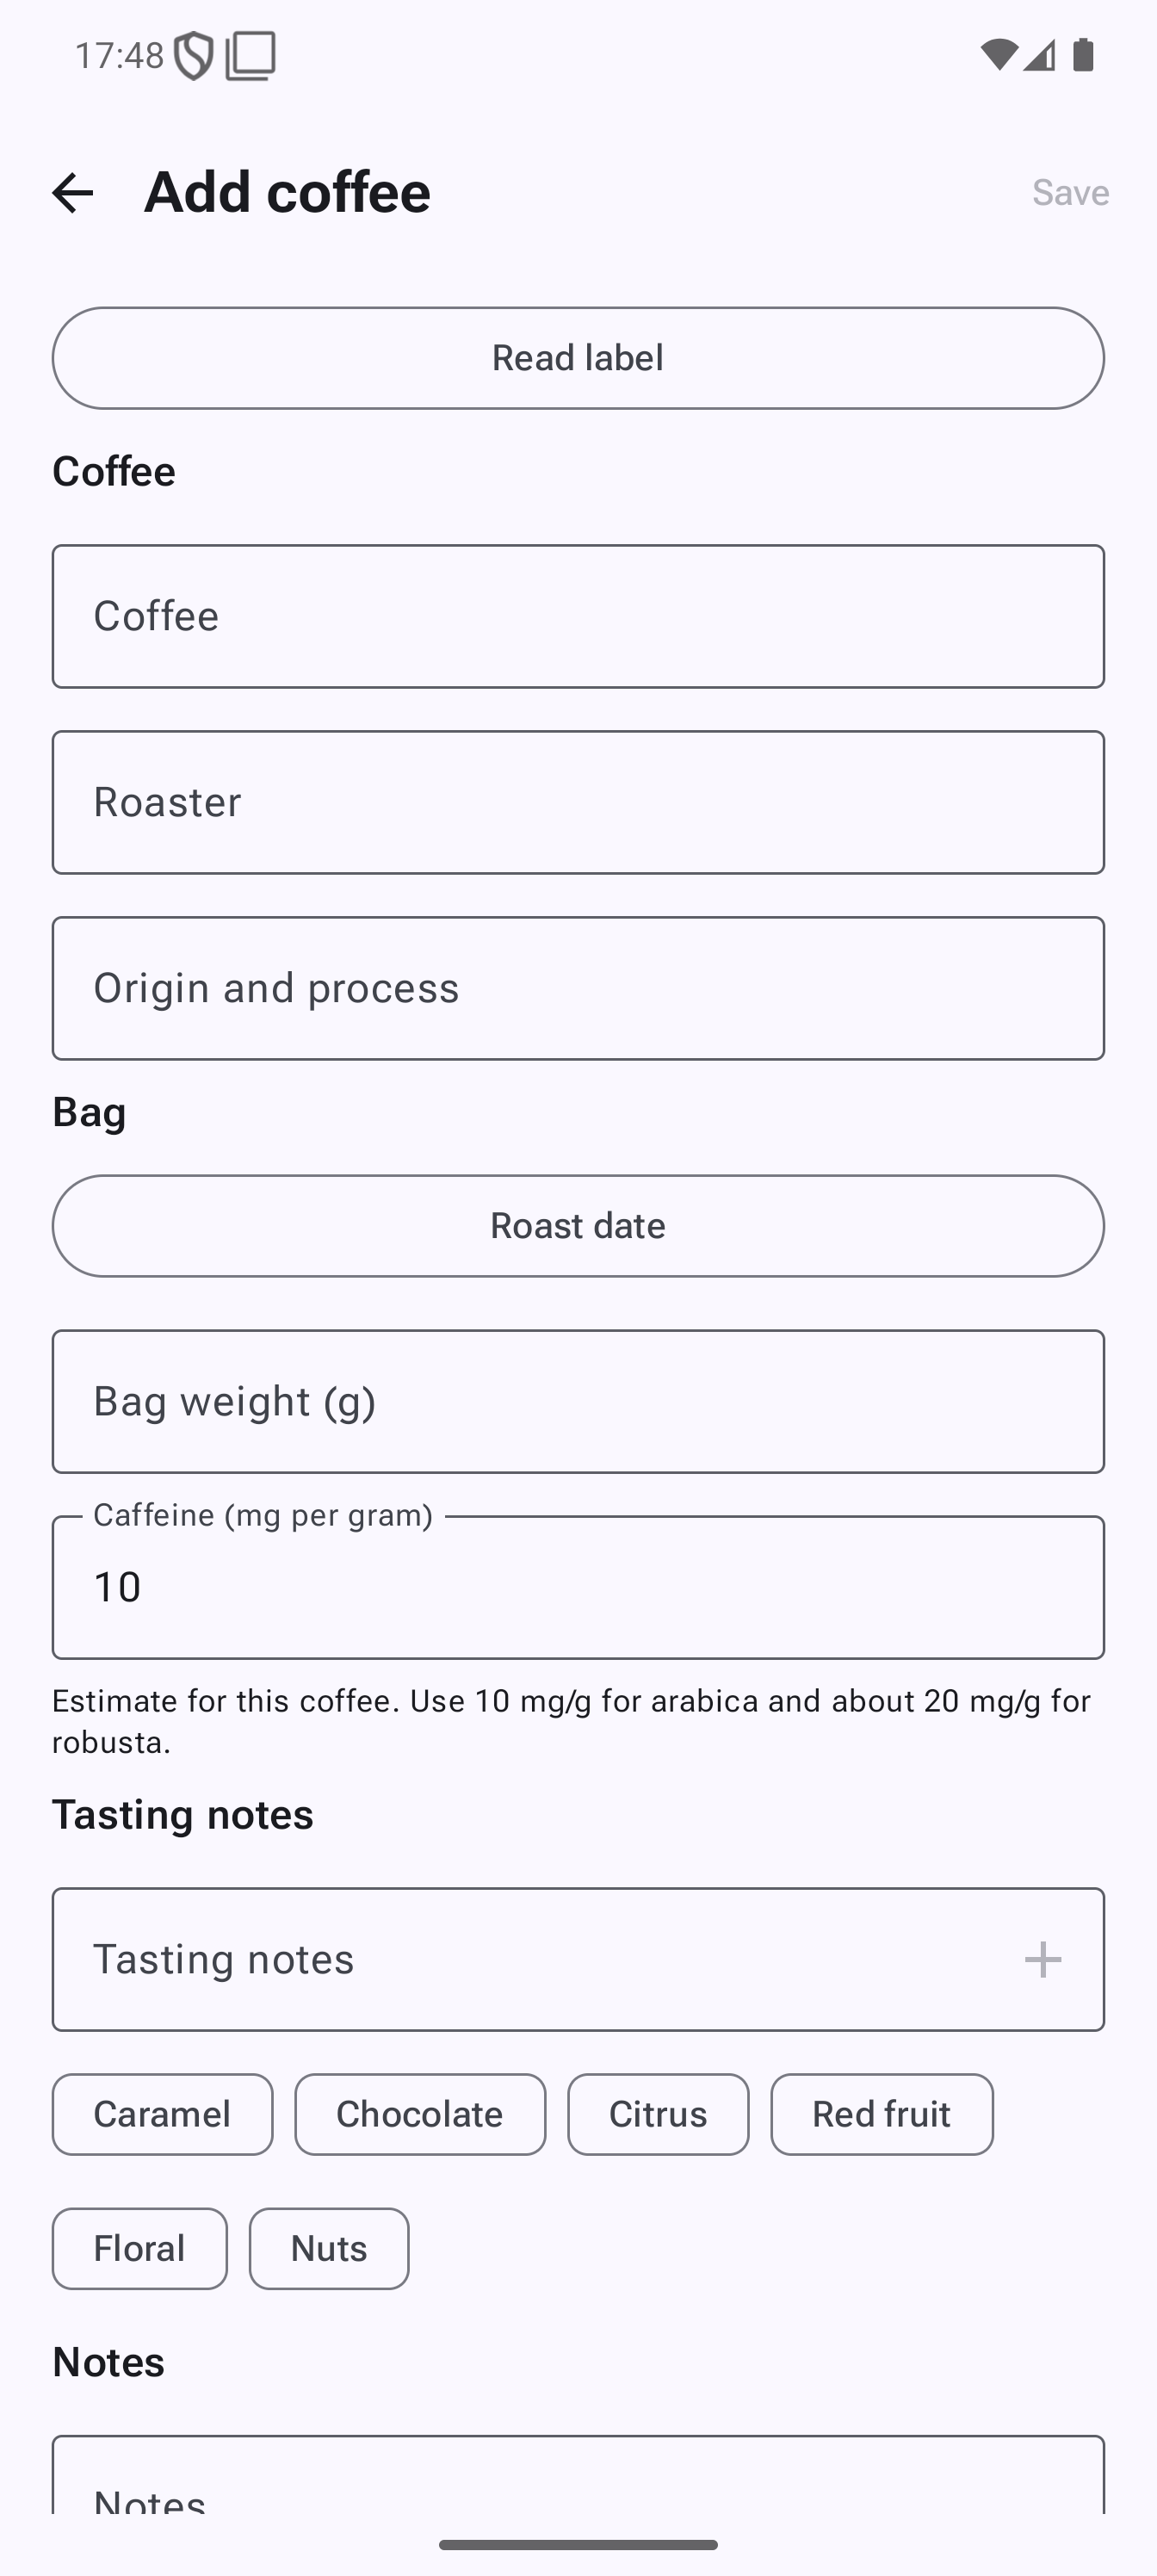 17:48
Add coffee
Save
Read label
Coffee
Coffee
Roaster
Origin and process
Bag
Roast date
Bag weight (g)
Caffeine (mg per gram)
10
Estimate for this coffee. Use 10 mg/g for arabica and about 20 mg/g for
robusta.
Tasting notes
Tasting notes
Caramel Chocolate Citrus Red fruit
Floral Nuts
Notes
Notes